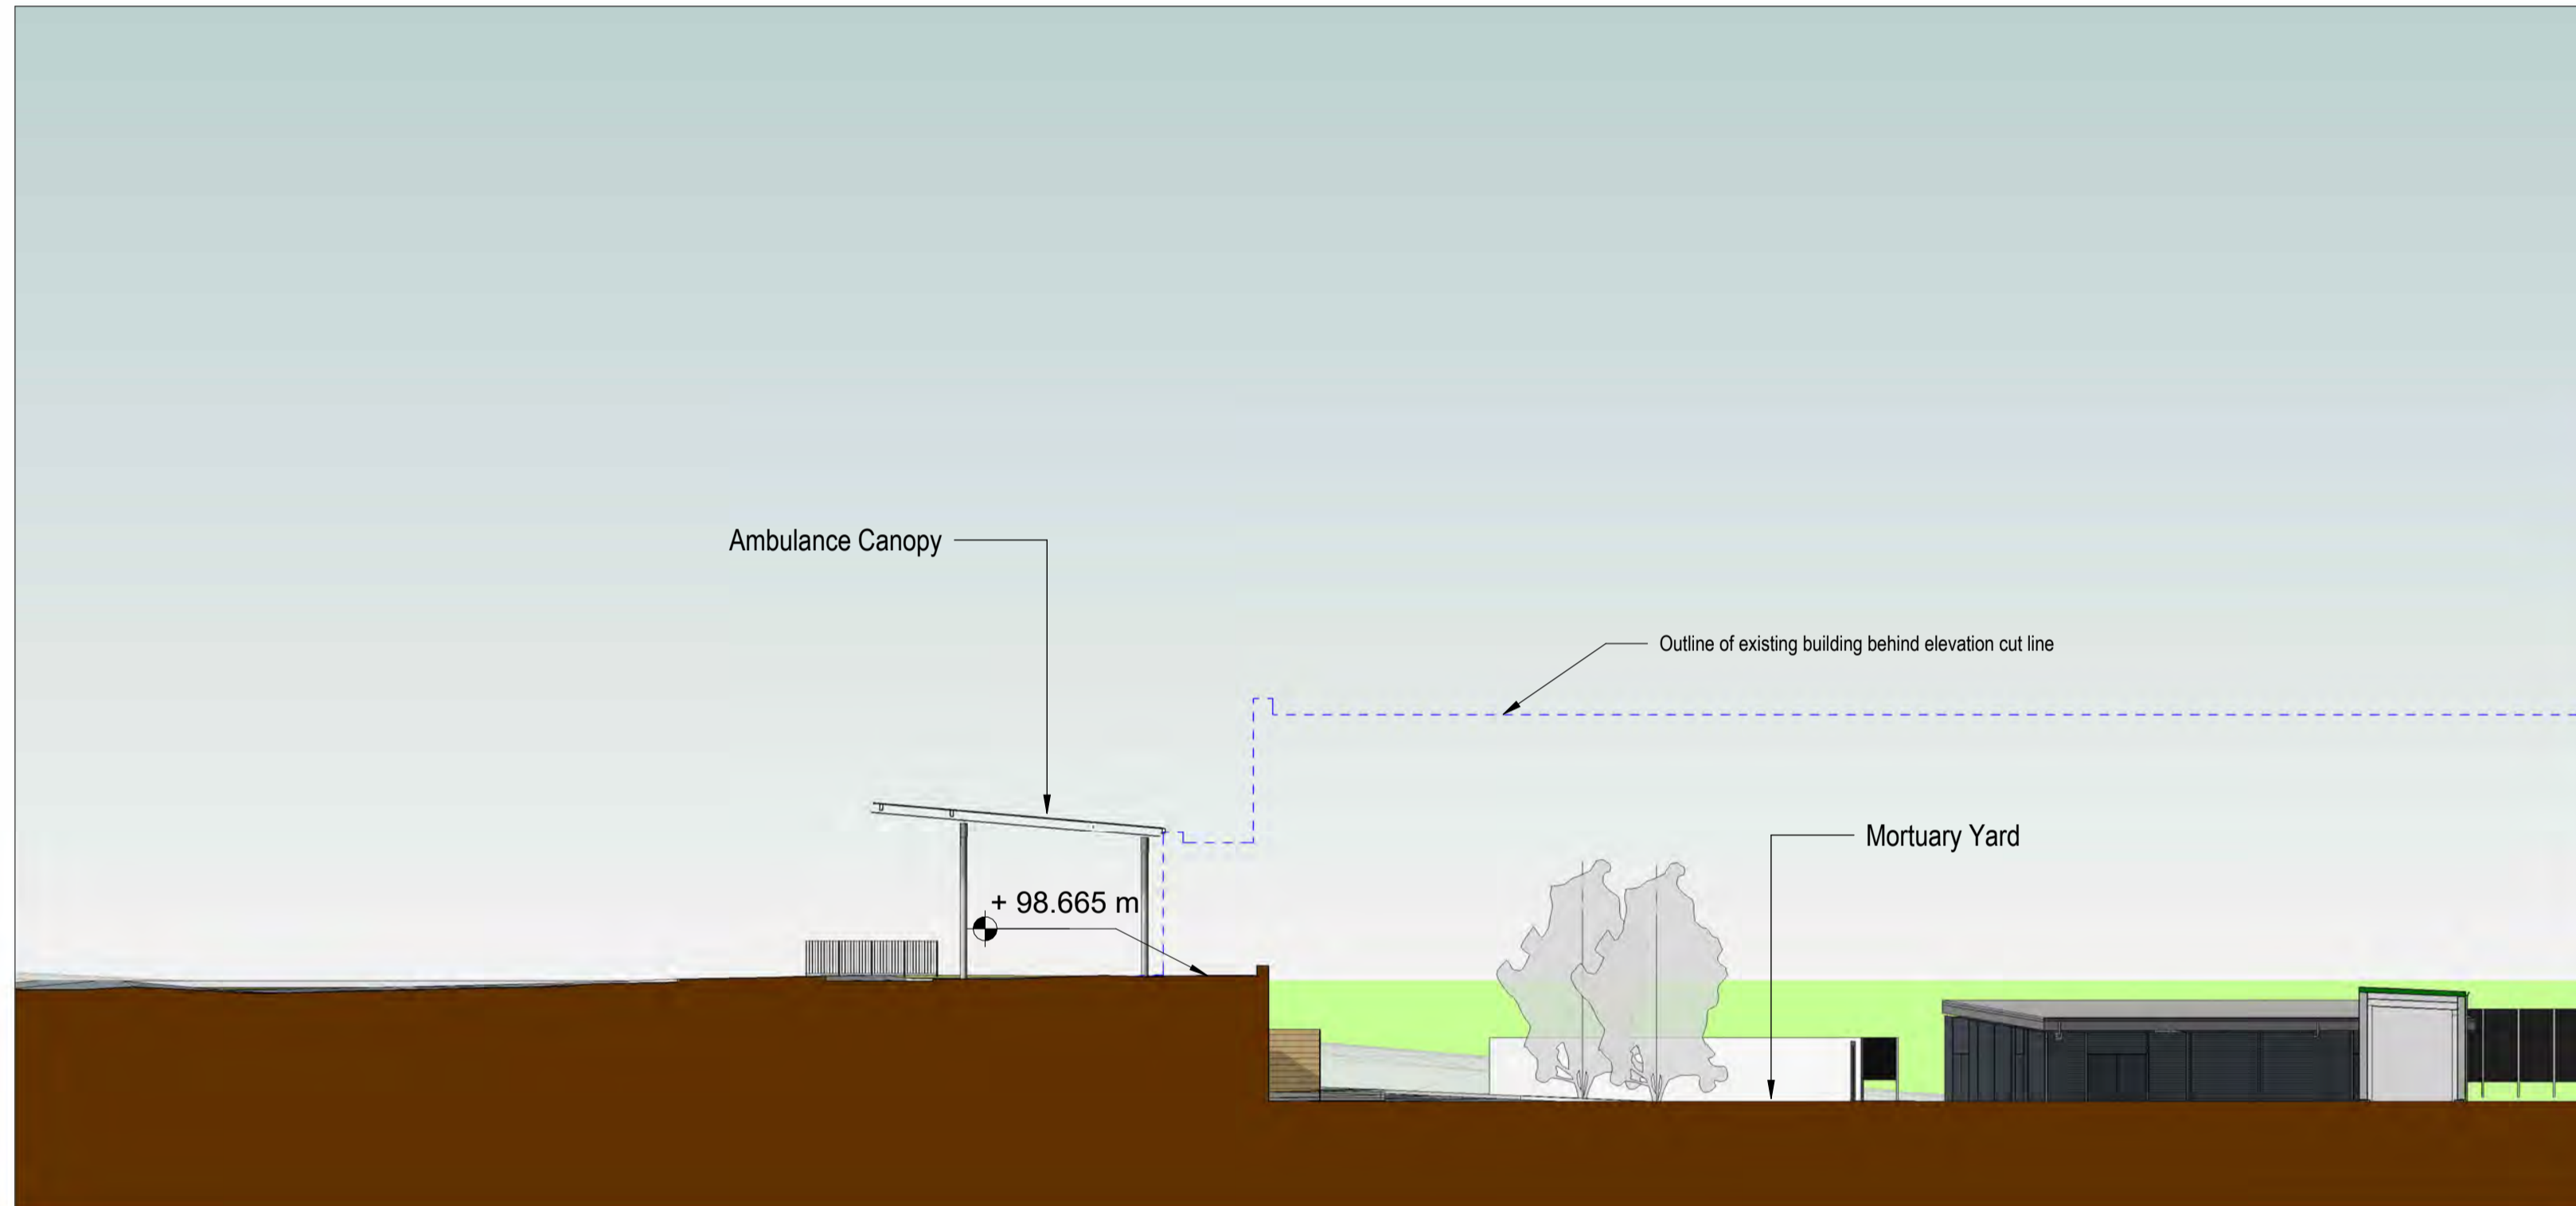 Ambulance Canopy
Outline of existing building behind elevation cut line
Mortuary Yard
+ 98.665 m